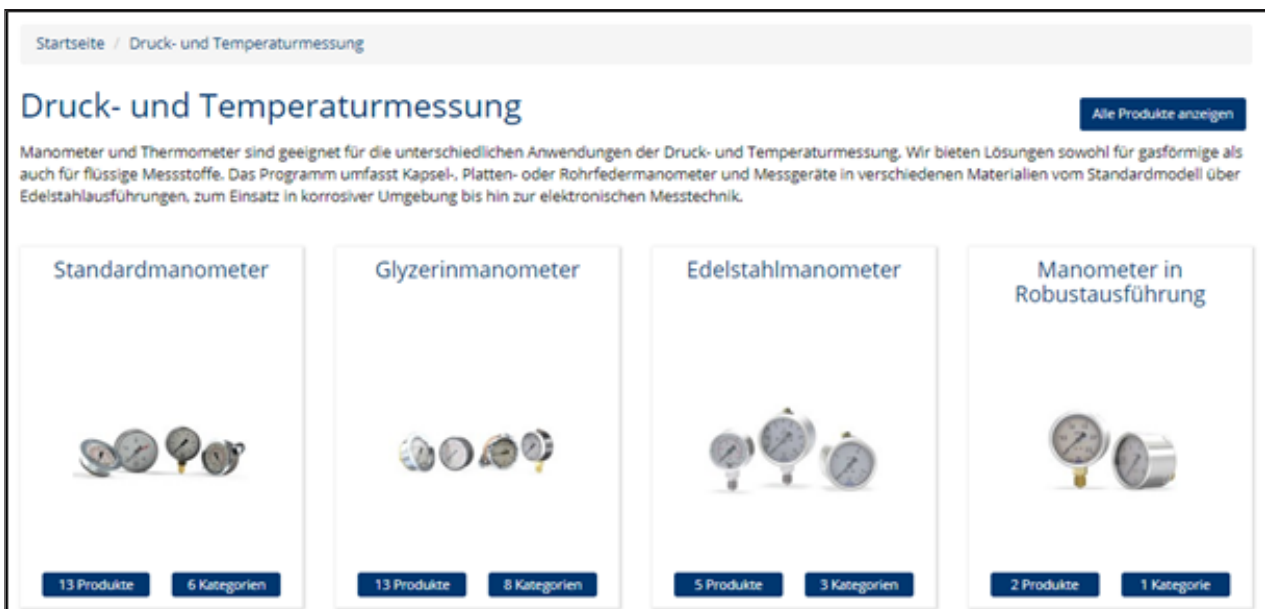 Startseite / Druck- und Temperaturmessung
Druck- und Temperaturmessung
Alle Produkte anzeigen
Manometer und Thermometer sind geeignet für die unterschiedlichen Anwendungen der Druck- und Temperaturmessung. Wir bieten Lösungen sowohl für gasförmige als
auch für flüssige Messstoffe. Das Programm umfasst Kapsel-, Platten- oder Rohrfedermanometer und Messgeräte in verschiedenen Materialien vom Standardmodell über
Edelstahlausführungen, zum Einsatz in korrosiver Umgebung bis hin zur elektronischen Messtechnik.
Standardmanometer
13 Produkte
6 Kategorien
Glyzerinmanometer
13 Produkte
8 Kategorien
Edelstahlmanometer
5 Produkte
3 Kategorien
Manometer in
Robustausführung
2 Produkte
1 Kategorie